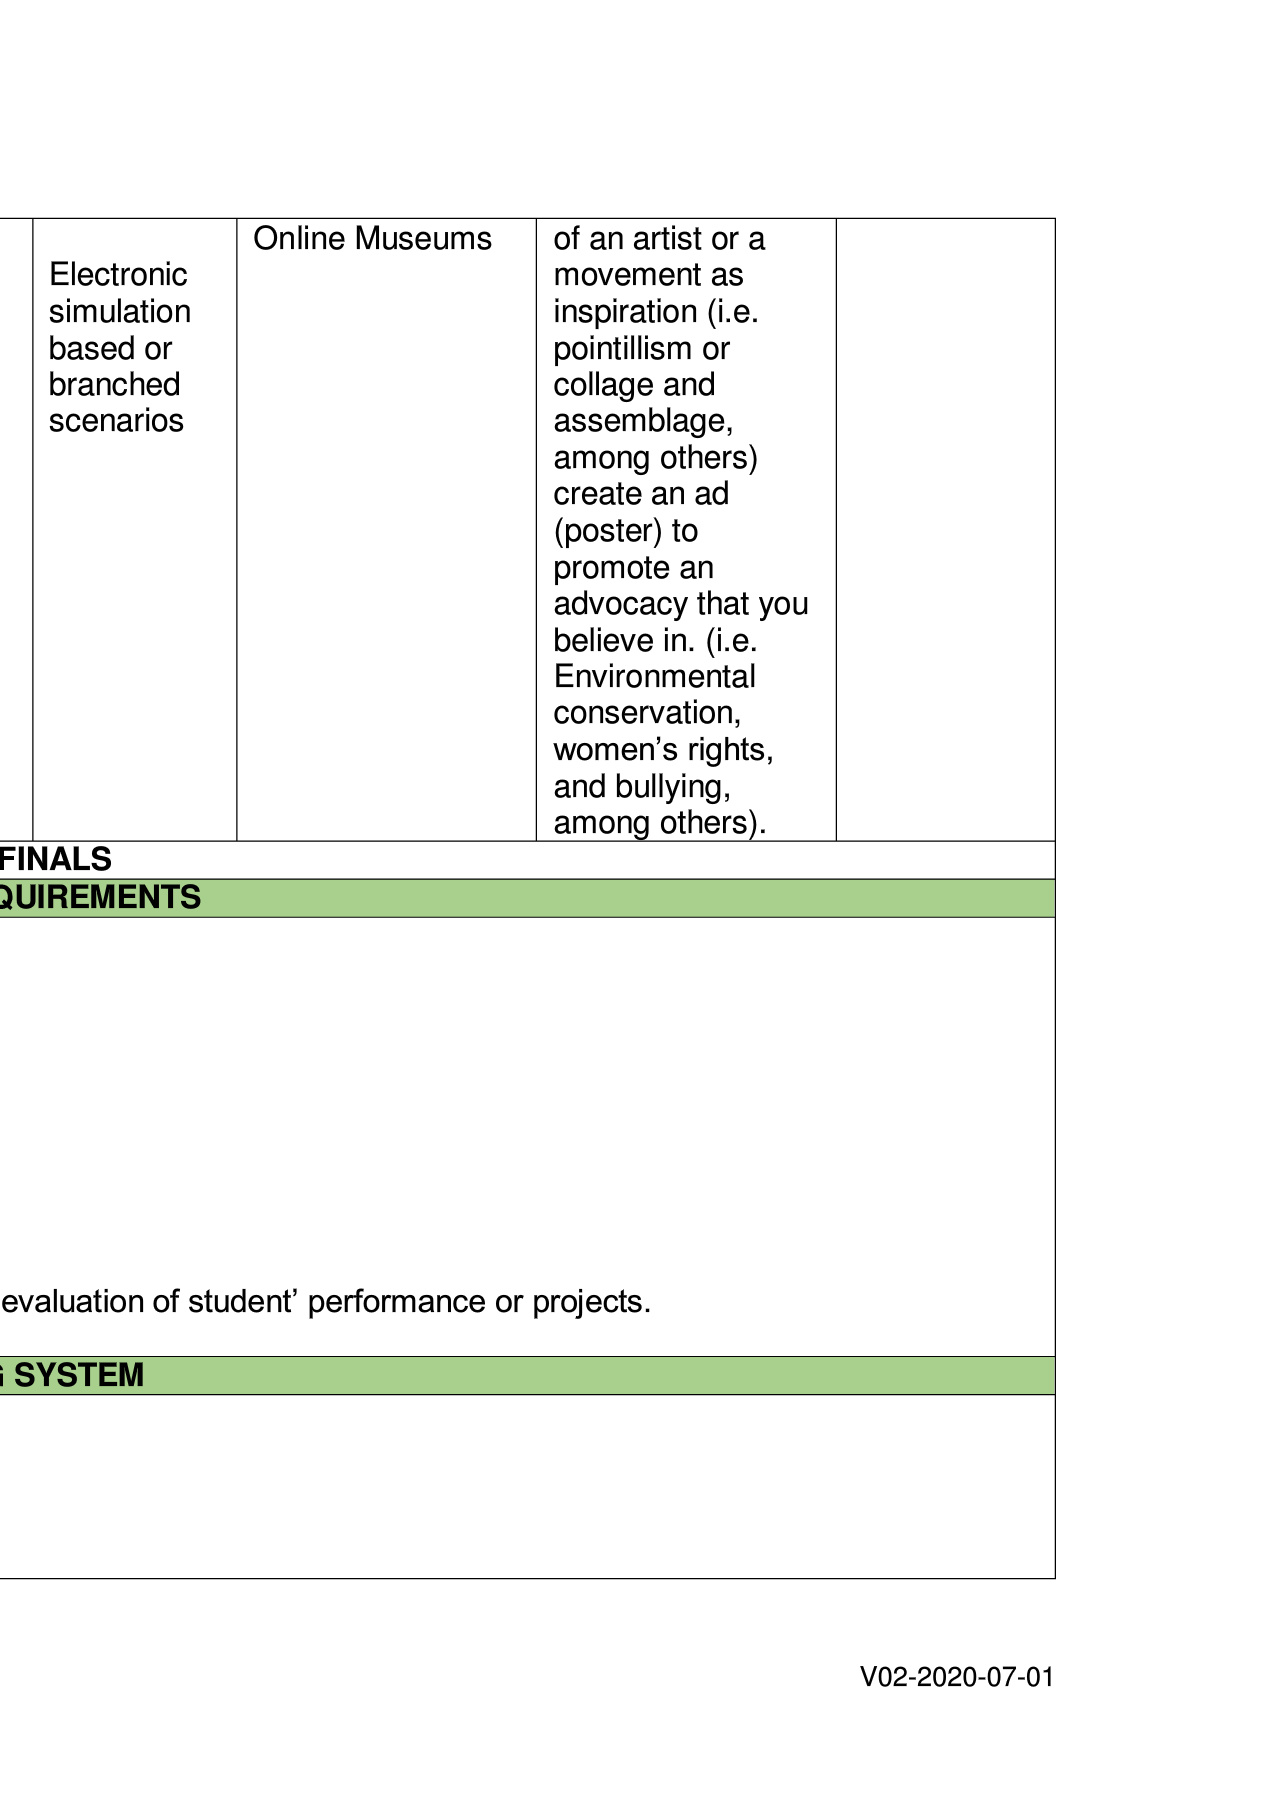 Electronic
simulation
based or
branched
scenarios
Online Museums
of an artist or a
movement as
inspiration (i.e.
pointillism or
collage and
assemblage,
among others)
create an ad
(poster) to
promote an
advocacy that you
believe in. (i.e.
Environmental
conservation,
women’s rights,
and bullying,
among others).
FINALS
QUIREMENTS
evaluation of student’ performance or projects.
G SYSTEM
V02-2020-07-01